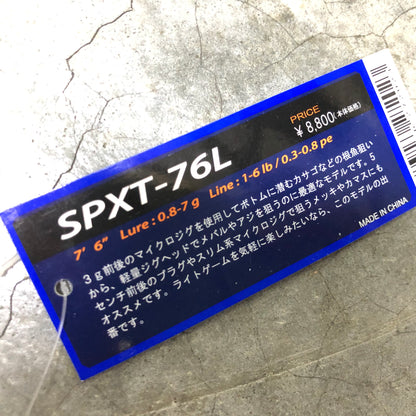 SPXT-76L
PRICE
¥ 8,800(本体価格)
7' 6" Lure : 0.8-7 g Line : 1-6 lb / 0.3-0.8 pe
3g前後のマイクロジグを使用してボトムに潜むカサゴなどの根魚狙い
から、軽量ジグヘッドでメバルやアジを狙うのに最適なモデルです。5
センチ前後のプラグやスリム系マイクロジグで狙うメッキやカマスにも
オススメです。ライトゲームを気軽に楽しみたいなら、このモデルの出
番です。
MADE IN CHINA